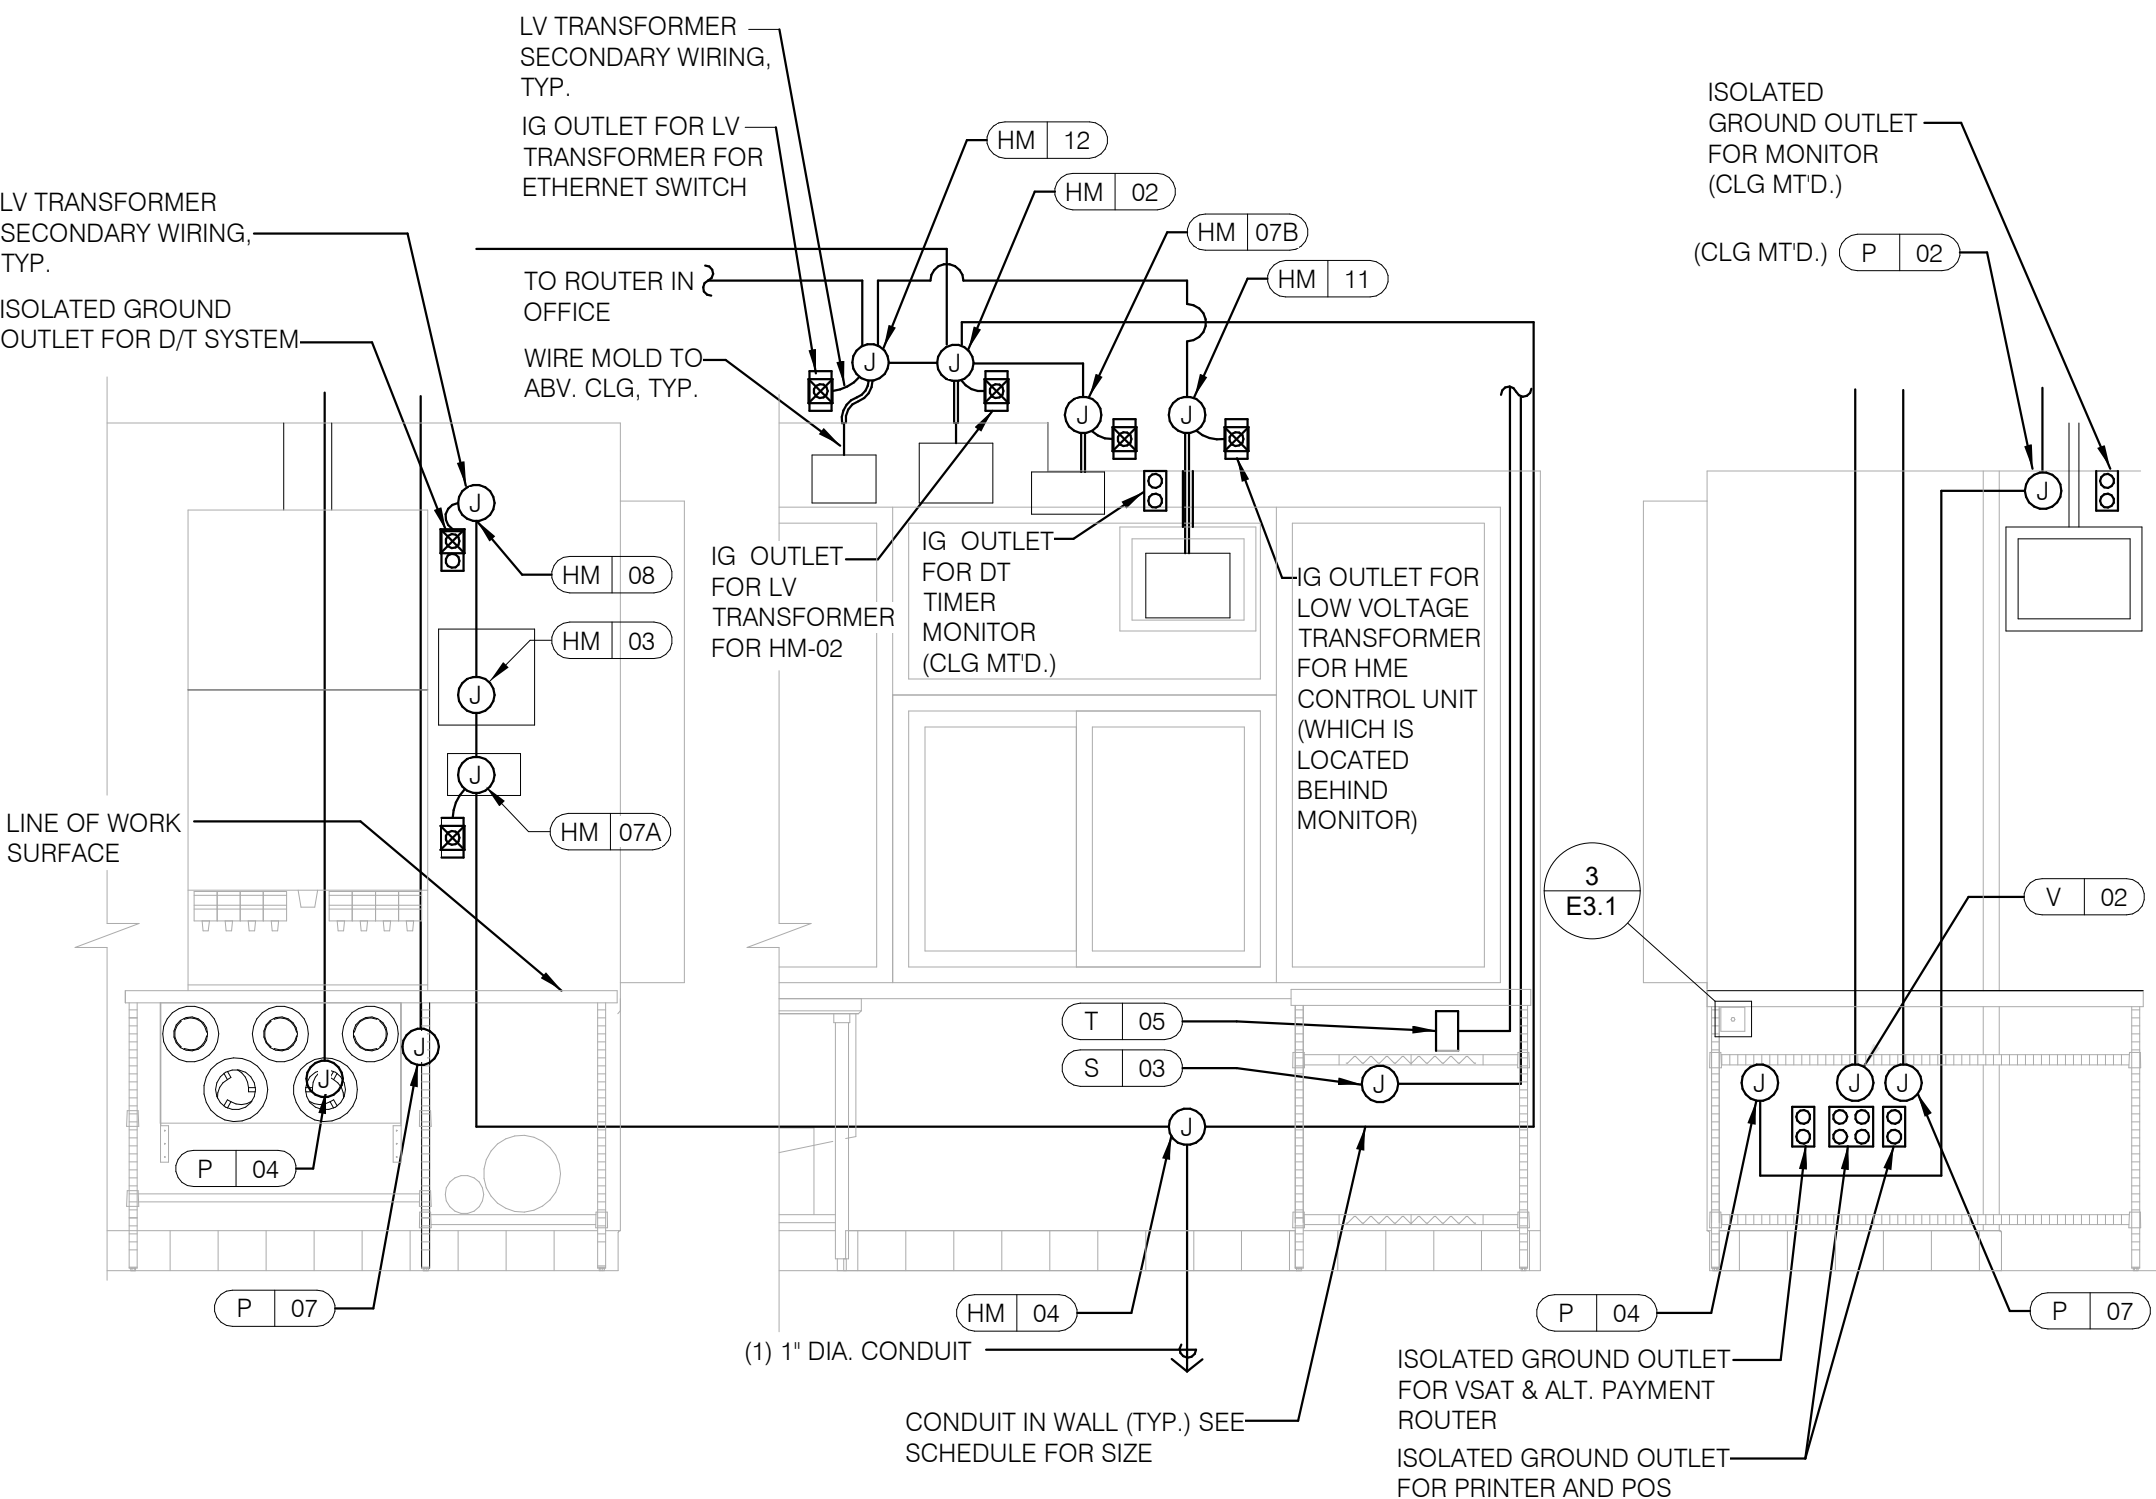 LV TRANSFORMER
SECONDARY WIRING,
TYP.
IG OUTLET FOR LV
TRANSFORMER FOR
ETHERNET SWITCH
HM 12
HM 02
HM 07B
HM 11
ISOLATED
GROUND OUTLET
FOR MONITOR
(CLG MT'D.)
(CLG MT'D.) P 02
LV TRANSFORMER
SECONDARY WIRING,
TYP.
ISOLATED GROUND
OUTLET FOR D/T SYSTEM
TO ROUTER IN
OFFICE
WIRE MOLD TO
ABV. CLG, TYP.
J
J
J
J
J
J
HM 08
HM 03
J
J
HM 07A
IG OUTLET
FOR LV
TRANSFORMER
FOR HM-02
IG OUTLET
FOR DT
TIMER
MONITOR
(CLG MT'D.)
IG OUTLET FOR
LOW VOLTAGE
TRANSFORMER
FOR HME
CONTROL UNIT
(WHICH IS
LOCATED
BEHIND
MONITOR)
LINE OF WORK
SURFACE
3
E3.1
V 02
T 05
S 03
J
J
J
J
J
J
J
P 04
P 07
HM 04
(1) 1" DIA. CONDUIT
CONDUIT IN WALL (TYP.) SEE
SCHEDULE FOR SIZE
P 04
P 07
ISOLATED GROUND OUTLET
FOR VSAT & ALT. PAYMENT
ROUTER
ISOLATED GROUND OUTLET
FOR PRINTER AND POS